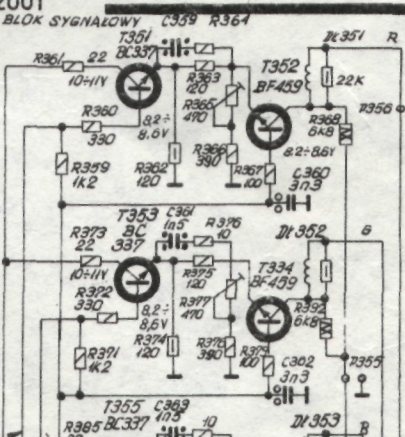 2001
BLOK SYGNAŁOWY
C359 R364
T351
BC337
Dł351
R
R361
22
10÷11V
R363
120
T352
BF459
22K
R360
330
8,2÷
8,6V
R365
470
R368
6K8
R356
R359
1K2
R362
120
R366
390
R367
100
8,2÷8,6V
C360
3n3
T353
BC
337
C361
1n5
R376
10
Dł352
G
R373
22
10÷11V
R375
120
T334
BF459
R372
330
8,2÷
8,6V
R377
470
R392
6K8
R371
1K2
R374
120
R378
390
R379
100
C302
3n3
R355
T355
BC337
C363
1n5
10
Dł353
B
R385